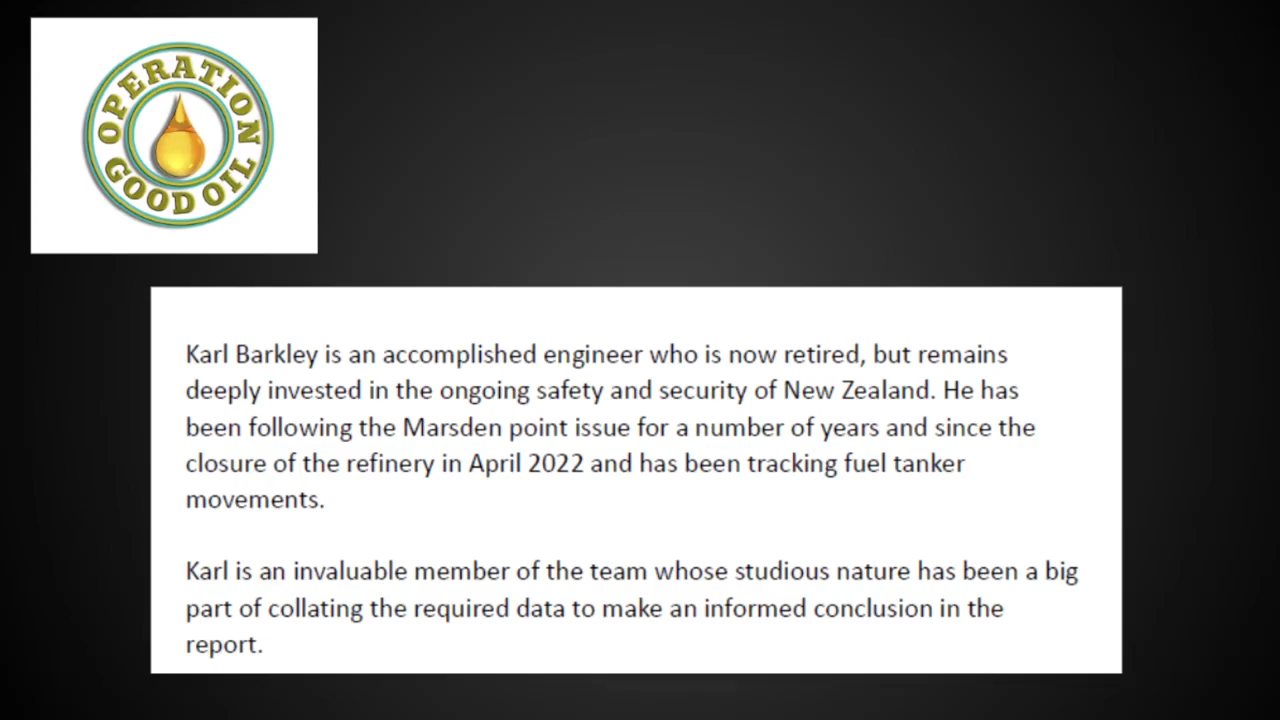 OPERATION
GOOD OIL
Karl Barkley is an accomplished engineer who is now retired, but remains
deeply invested in the ongoing safety and security of New Zealand. He has
been following the Marsden point issue for a number of years and since the
closure of the refinery in April 2022 and has been tracking fuel tanker
movements.
Karl is an invaluable member of the team whose studious nature has been a big
part of collating the required data to make an informed conclusion in the
report.